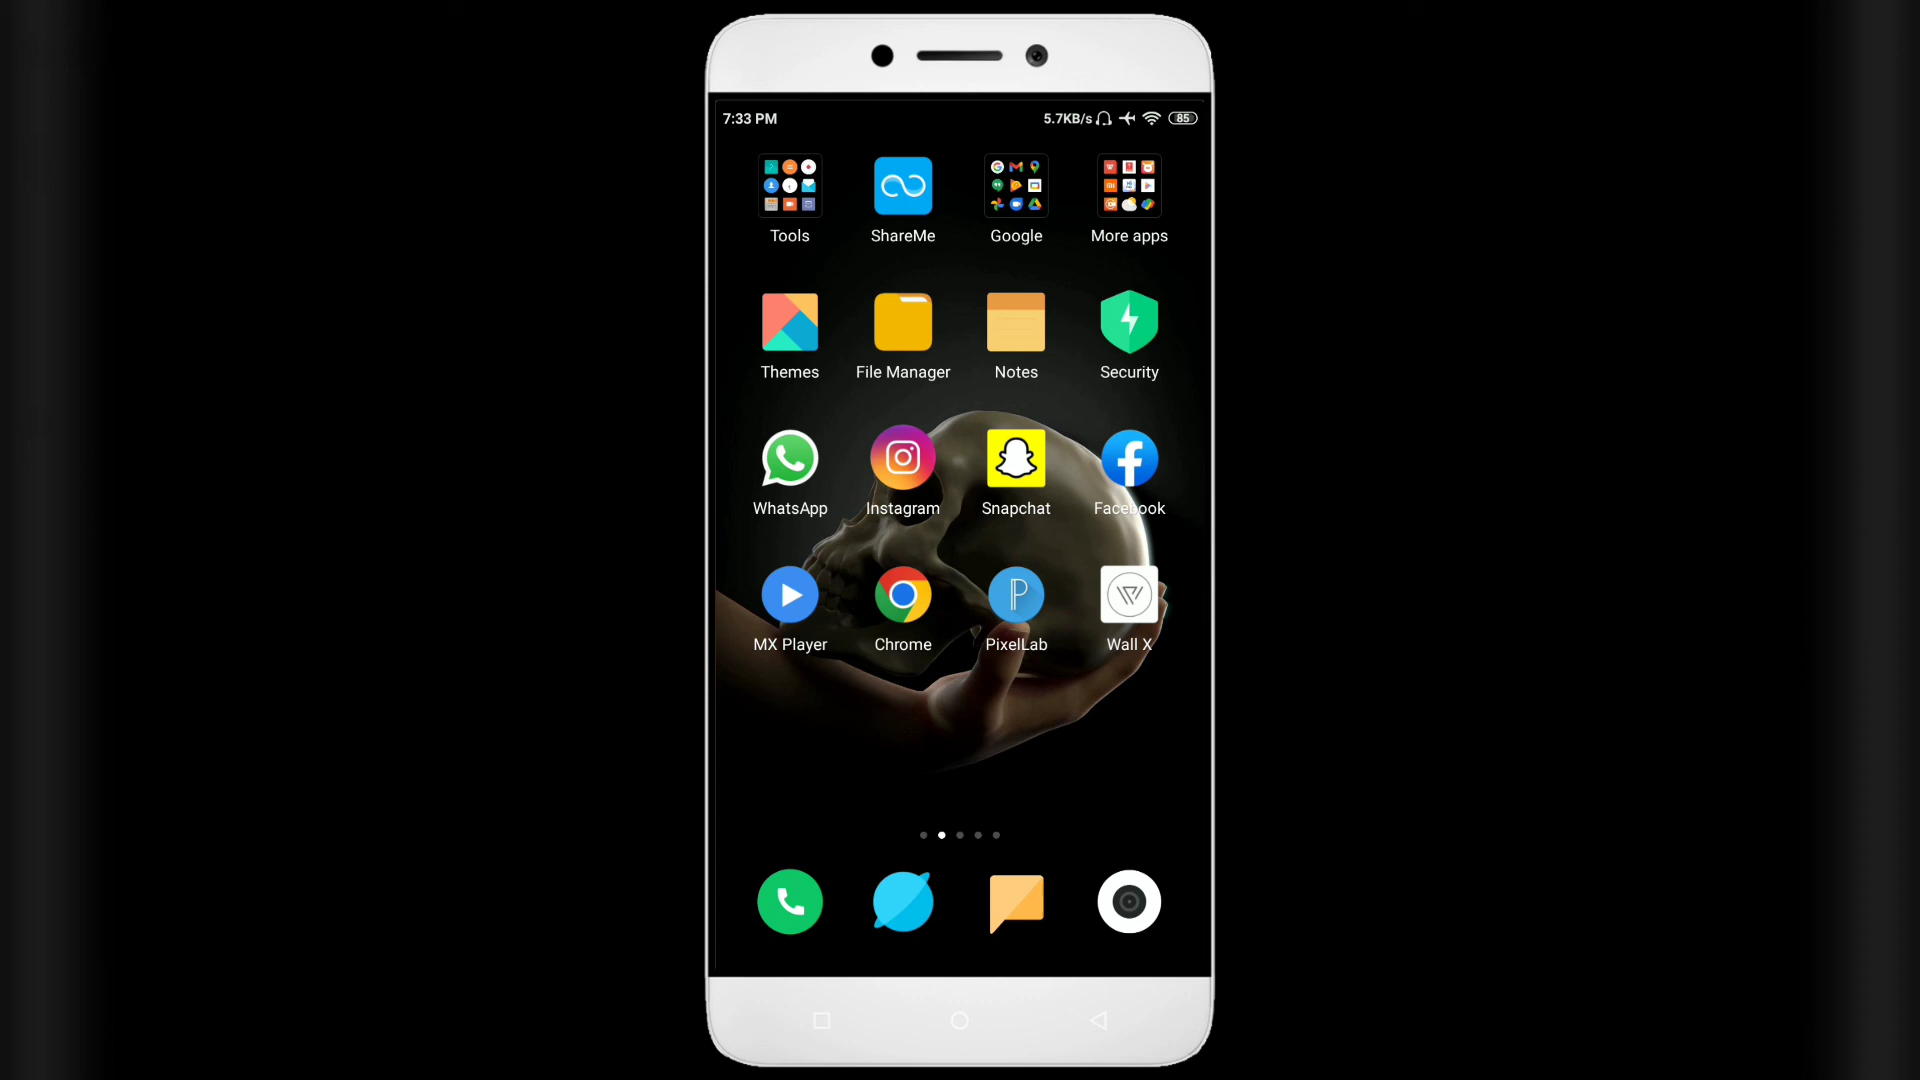 7:33 PM 5.7KB/s 85
Tools ShareMe Google More apps
Themes File Manager Notes Security
WhatsApp Instagram Snapchat Facebook
MX Player Chrome PixelLab Wall X